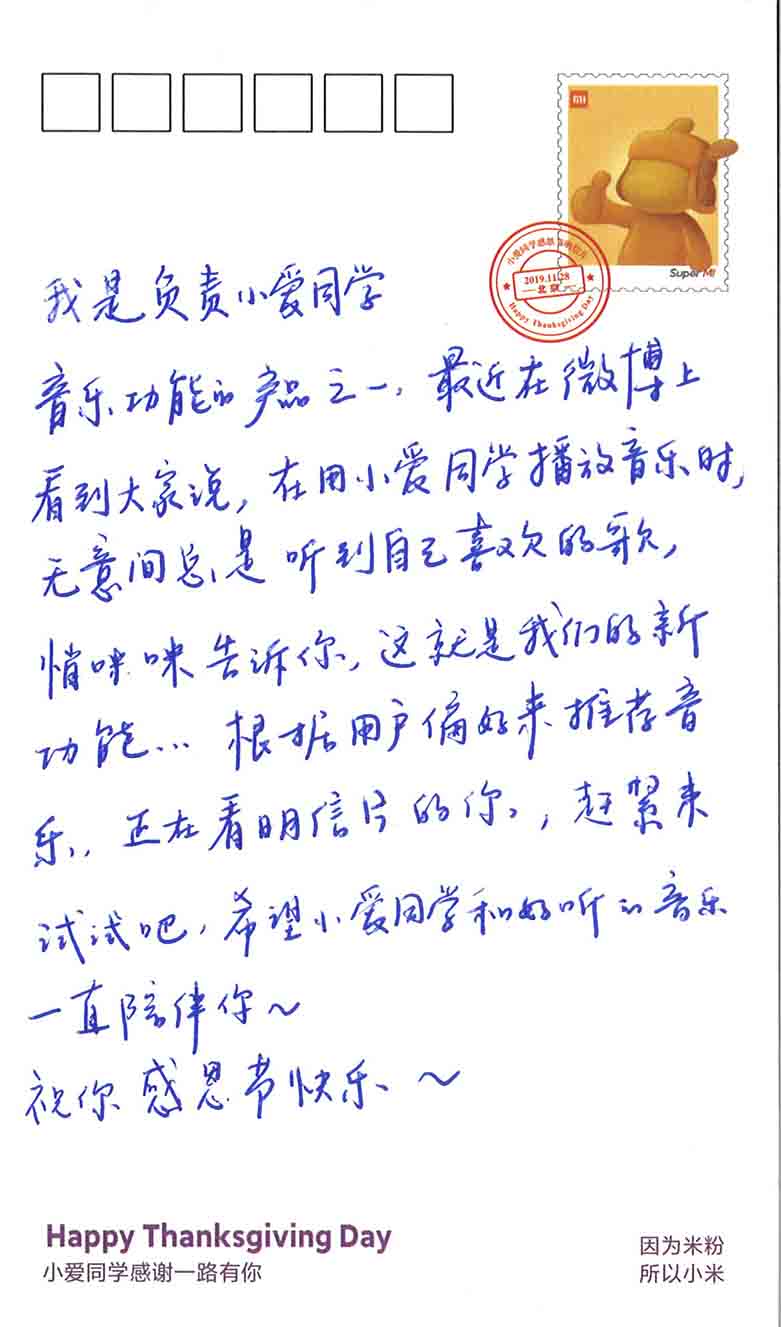 MI
Super MI
小爱同学感恩节明信片
2019.11.28
北京
Happy Thanksgiving Day
我是负责小爱同学
音乐功能的产品之一，最近在微博上
看到大家说，在用小爱同学播放音乐时，
无意间总是听到自己喜欢的歌，
悄咪咪告诉你，这就是我们的新
功能…根据用户偏好来推荐音
乐，正在看明信片的你，赶紧来
试试吧，希望小爱同学和好听的音乐
一直陪伴你～
祝你感恩节快乐～
Happy Thanksgiving Day
小爱同学感谢一路有你
因为米粉
所以小米